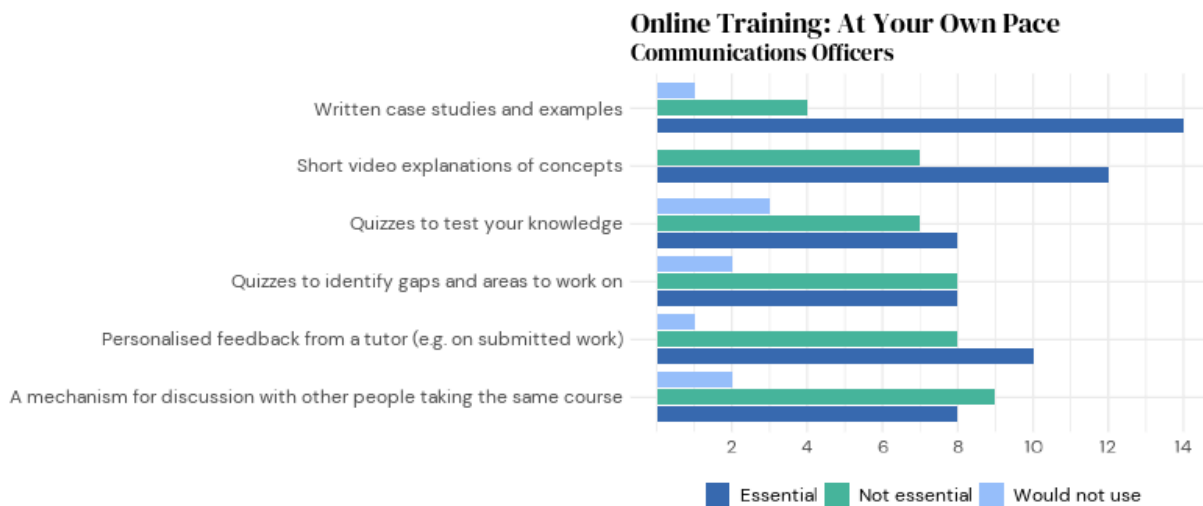 Online Training: At Your Own Pace
Communications Officers
Written case studies and examples
Short video explanations of concepts
Quizzes to test your knowledge
Quizzes to identify gaps and areas to work on
Personalised feedback from a tutor (e.g. on submitted work)
A mechanism for discussion with other people taking the same course
2 4 6 8 10 12 14
Essential Not essential Would not use